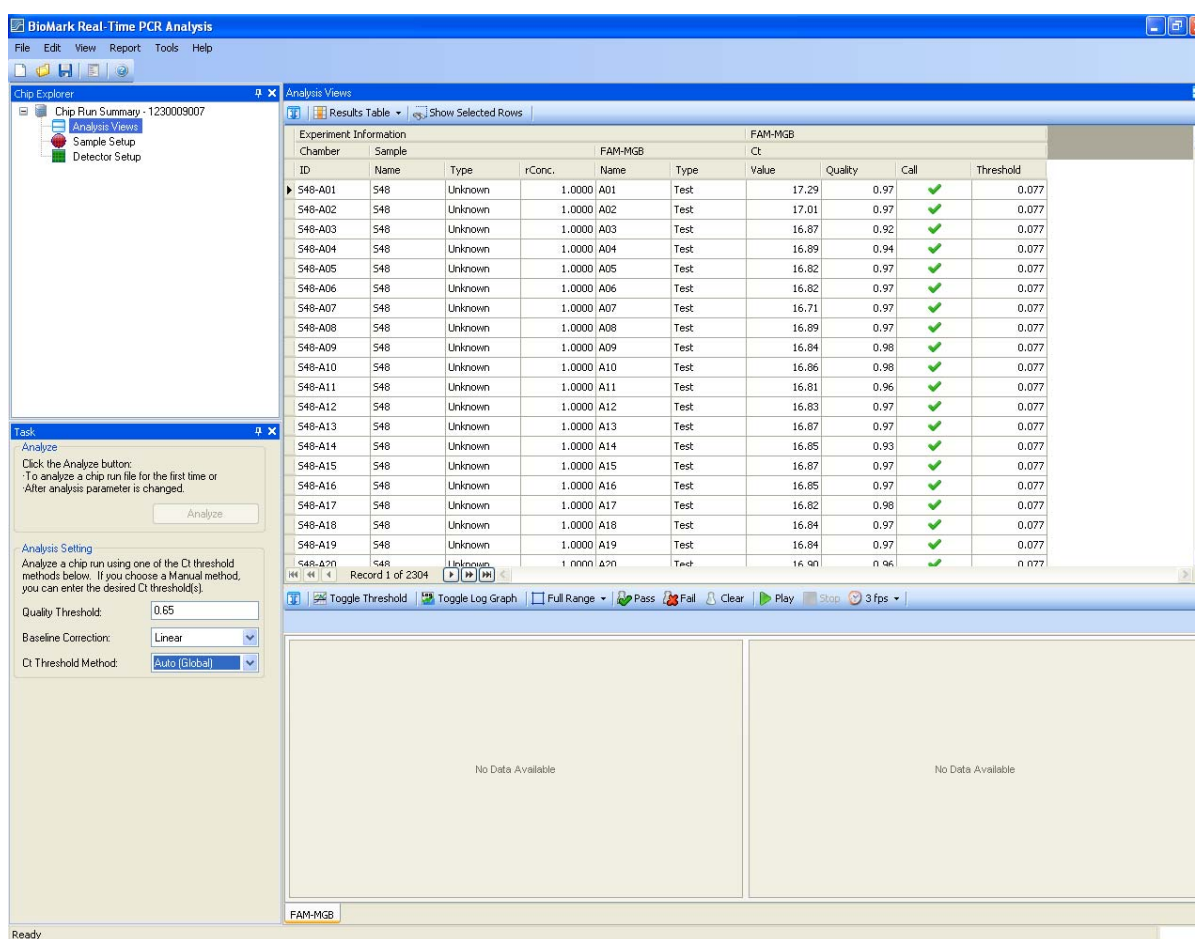 BioMark Real-Time PCR Analysis
File Edit View Report Tools Help
Chip Explorer
Chip Run Summary - 1230009007
Analysis Views
Sample Setup
Detector Setup
Analysis Views
Results Table Show Selected Rows
Experiment Information FAM-MGB
Chamber Sample FAM-MGB Ct
ID Name Type rConc. Name Type Value Quality Call Threshold
S48-A01 S48 Unknown 1.0000 A01 Test 17.29 0.97 0.077
S48-A02 S48 Unknown 1.0000 A02 Test 17.01 0.97 0.077
S48-A03 S48 Unknown 1.0000 A03 Test 16.87 0.92 0.077
S48-A04 S48 Unknown 1.0000 A04 Test 16.89 0.94 0.077
S48-A05 S48 Unknown 1.0000 A05 Test 16.82 0.97 0.077
S48-A06 S48 Unknown 1.0000 A06 Test 16.82 0.97 0.077
S48-A07 S48 Unknown 1.0000 A07 Test 16.71 0.97 0.077
S48-A08 S48 Unknown 1.0000 A08 Test 16.89 0.97 0.077
S48-A09 S48 Unknown 1.0000 A09 Test 16.84 0.98 0.077
S48-A10 S48 Unknown 1.0000 A10 Test 16.86 0.98 0.077
S48-A11 S48 Unknown 1.0000 A11 Test 16.81 0.96 0.077
S48-A12 S48 Unknown 1.0000 A12 Test 16.83 0.97 0.077
S48-A13 S48 Unknown 1.0000 A13 Test 16.87 0.97 0.077
S48-A14 S48 Unknown 1.0000 A14 Test 16.85 0.93 0.077
S48-A15 S48 Unknown 1.0000 A15 Test 16.87 0.97 0.077
S48-A16 S48 Unknown 1.0000 A16 Test 16.85 0.97 0.077
S48-A17 S48 Unknown 1.0000 A17 Test 16.82 0.98 0.077
S48-A18 S48 Unknown 1.0000 A18 Test 16.84 0.97 0.077
S48-A19 S48 Unknown 1.0000 A19 Test 16.84 0.97 0.077
S48-A20 S48 Unknown 1.0000 A20 Test 16.90 0.96 0.077
Record 1 of 2304
Task
Analyze
Click the Analyze button:
·To analyze a chip run file for the first time or
·After analysis parameter is changed.
Analyze
Analysis Setting
Analyze a chip run using one of the Ct threshold
methods below. If you choose a Manual method,
you can enter the desired Ct threshold(s).
Quality Threshold: 0.65
Baseline Correction: Linear
Ct Threshold Method: Auto (Global)
Toggle Threshold Toggle Log Graph Full Range Pass Fail Clear Play Stop 3 fps
No Data Available No Data Available
FAM-MGB
Ready